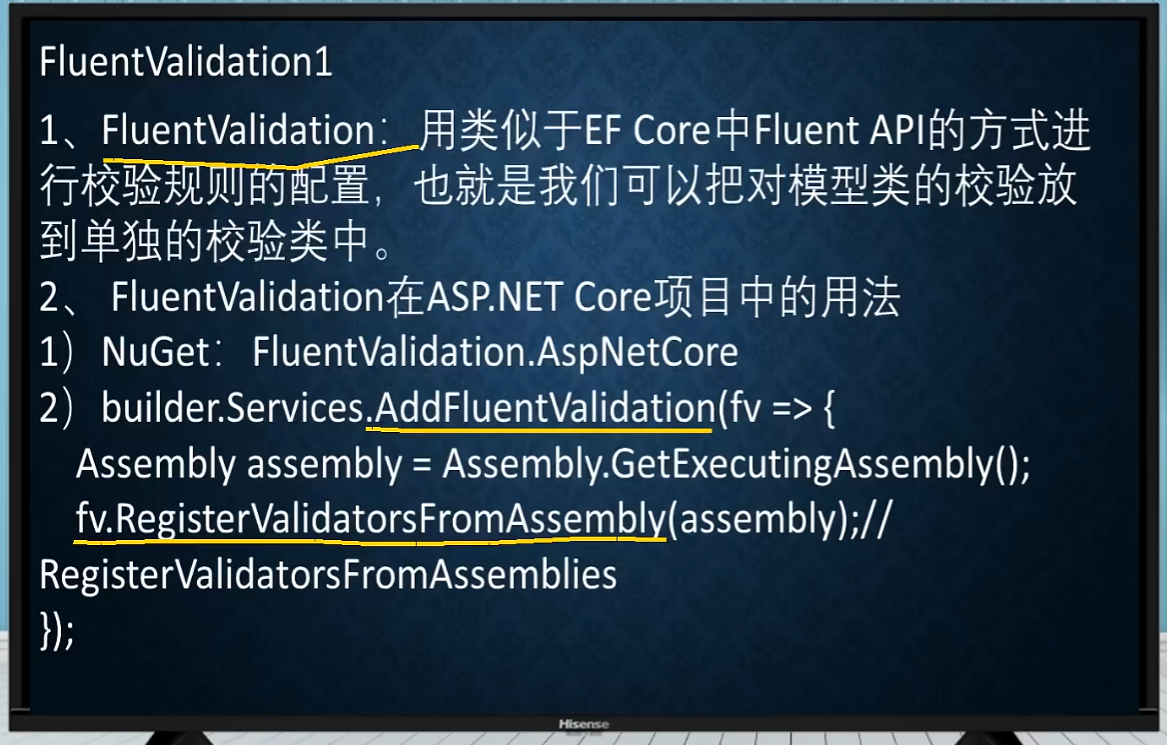 FluentValidation1
1、FluentValidation：用类似于EF Core中Fluent API的方式进
行校验规则的配置，也就是我们可以把对模型类的校验放
到单独的校验类中。
2、 FluentValidation在ASP.NET Core项目中的用法
1）NuGet：FluentValidation.AspNetCore
2）builder.Services.AddFluentValidation(fv => {
Assembly assembly = Assembly.GetExecutingAssembly();
fv.RegisterValidatorsFromAssembly(assembly);//
RegisterValidatorsFromAssemblies
});
Hisense